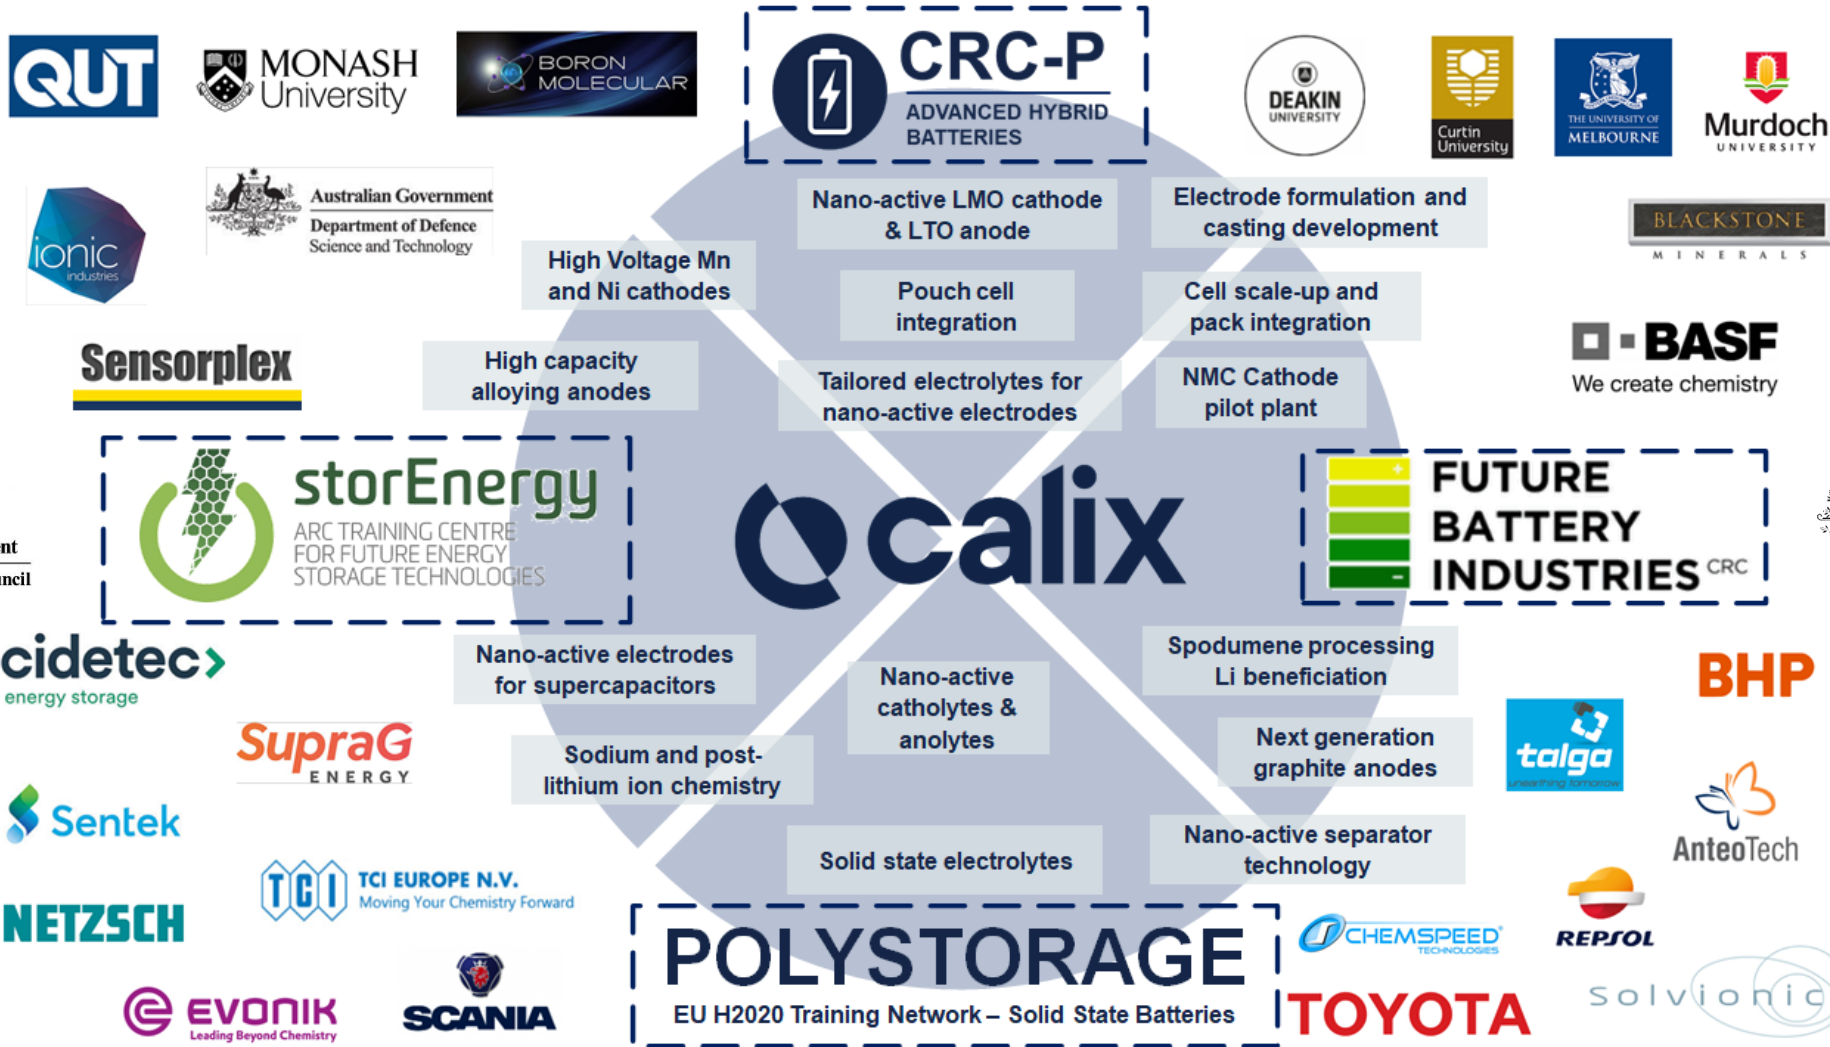 QUT
MONASH
University
BORON
MOLECULAR
CRC-P
ADVANCED HYBRID
BATTERIES
DEAKIN
UNIVERSITY
Curtin
University
THE UNIVERSITY OF
MELBOURNE
Murdoch
UNIVERSITY
ionic
industries
Australian Government
Department of Defence
Science and Technology
Nano-active LMO cathode
& LTO anode
Electrode formulation and
casting development
BLACKSTONE
MINERALS
High Voltage Mn
and Ni cathodes
Pouch cell
integration
Cell scale-up and
pack integration
BASF
We create chemistry
Sensorplex
High capacity
alloying anodes
Tailored electrolytes for
nano-active electrodes
NMC Cathode
pilot plant
storEnergy
ARC TRAINING CENTRE
FOR FUTURE ENERGY
STORAGE TECHNOLOGIES
calix
+
FUTURE
BATTERY
INDUSTRIES CRC
-
cidetec>
energy storage
Nano-active electrodes
for supercapacitors
Nano-active
catholytes &
anolytes
Spodumene processing
Li beneficiation
BHP
SupraG
ENERGY
Sodium and post-
lithium ion chemistry
Next generation
graphite anodes
talga
unearthing tomorrow
Sentek
AnteoTech
Solid state electrolytes
Nano-active separator
technology
TCI
TCI EUROPE N.V.
Moving Your Chemistry Forward
NETZSCH
POLYSTORAGE
EU H2020 Training Network – Solid State Batteries
CHEMSPEED
TECHNOLOGIES
REPSOL
EVONIK
Leading Beyond Chemistry
SCANIA
TOYOTA
Solvionic